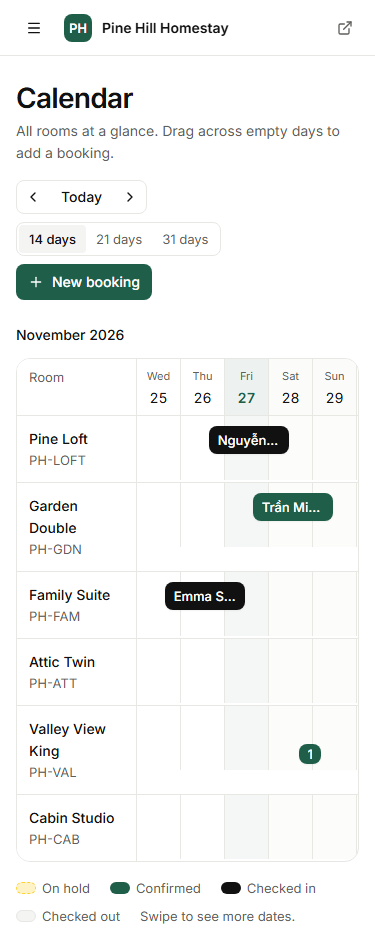 PH Pine Hill Homestay
Calendar
All rooms at a glance. Drag across empty days to
add a booking.
Today
14 days 21 days 31 days
+ New booking
November 2026
Room Wed Thu Fri Sat Sun
25 26 27 28 29
Pine Loft
PH-LOFT
Nguyễn...
Garden
Double
PH-GDN
Trần Mi...
Family Suite
PH-FAM
Emma S...
Attic Twin
PH-ATT
Valley View
King
PH-VAL
1
Cabin Studio
PH-CAB
On hold Confirmed Checked in
Checked out Swipe to see more dates.